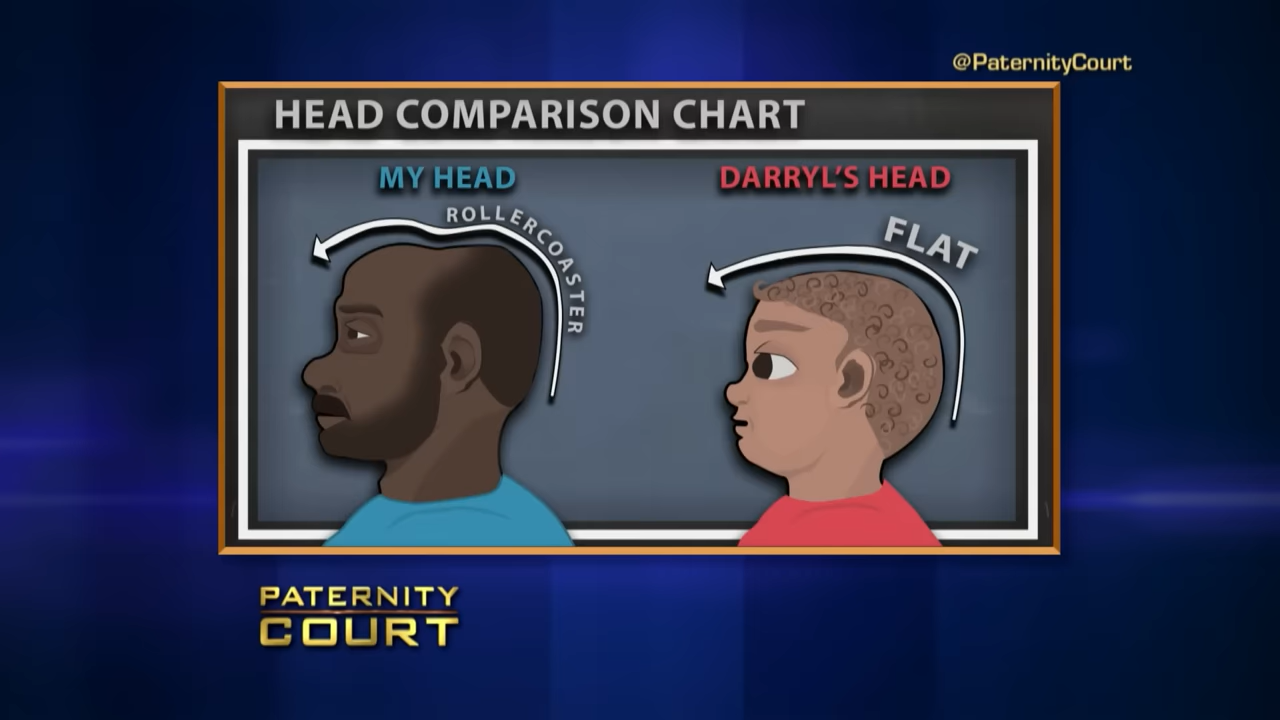 @PaternityCourt
HEAD COMPARISON CHART
MY HEAD
DARRYL'S HEAD
ROLLERCOASTER
FLAT
PATERNITY
COURT